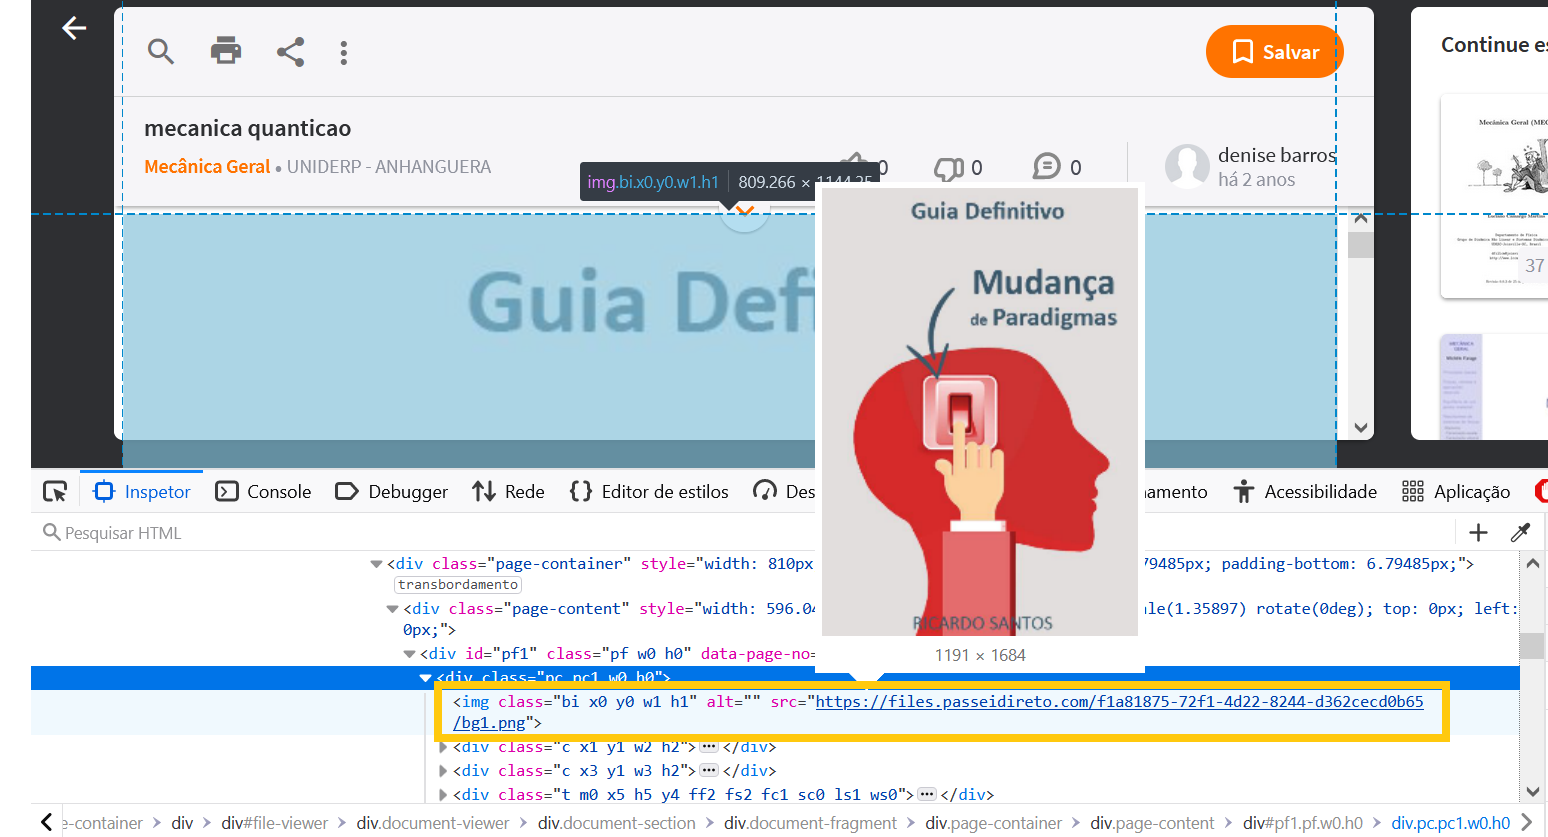 Salvar
Continue es
mecanica quanticao
Mecânica Geral • UNIDERP - ANHANGUERA
0
0
0
denise barros
há 2 anos
img.bi.x0.y0.w1.h1
809.266 × 1144.25
Guia Defi
Guia Definitivo
Mudança
de Paradigmas
RICARDO SANTOS
1191 × 1684
Mecânica Geral (MEC
37
MECÂNICA
GERAL
Inspetor
Console
Debugger
Rede
Editor de estilos
Des
amento
Acessibilidade
Aplicação
Pesquisar HTML
<div class="page-container" style="width: 810px
79485px; padding-bottom: 6.79485px;">
transbordamento
<div class="page-content" style="width: 596.04
ale(1.35897) rotate(0deg); top: 0px; left:
0px;">
<div id="pf1" class="pf w0 h0" data-page-no=
<div class="pc pc1 w0 h0">
<img class="bi x0 y0 w1 h1" alt="" src="https://files.passeidireto.com/f1a81875-72f1-4d22-8244-d362cecd0b65
/bg1.png">
<div class="c x1 y1 w2 h2">•••</div>
<div class="c x3 y1 w3 h2">•••</div>
<div class="t m0 x5 h5 y4 ff2 fs2 fc1 sc0 ls1 ws0">•••</div>
e-container > div > div#file-viewer > div.document-viewer > div.document-section > div.document-fragment > div.page-container > div.page-content > div#pf1.pf.w0.h0 > div.pc.pc1.w0.h0